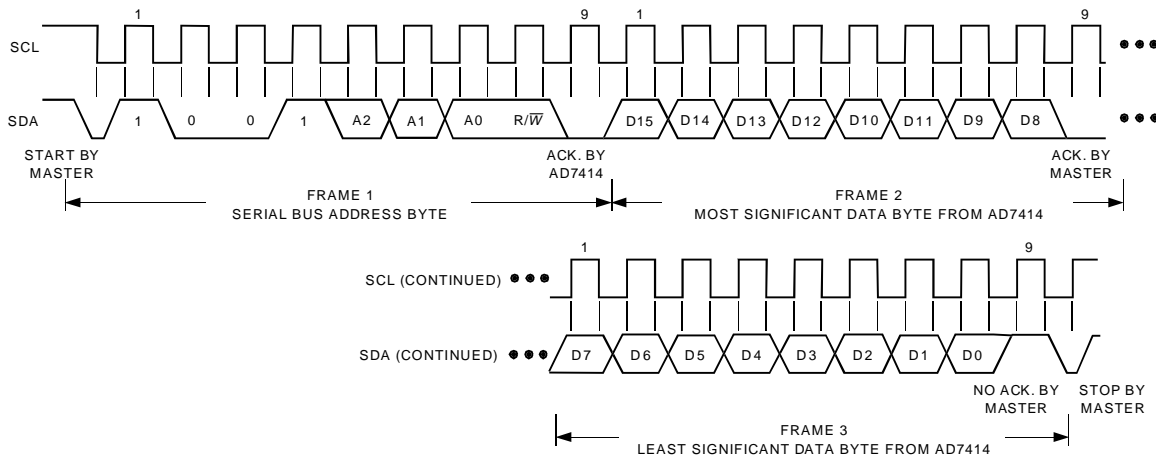 1 9 1 9
SCL
SDA 1 0 0 1 A2 A1 A0 R/W̅ D15 D14 D13 D12 D10 D11 D9 D8
START BY MASTER
ACK. BY AD7414
ACK. BY MASTER
FRAME 1
SERIAL BUS ADDRESS BYTE
FRAME 2
MOST SIGNIFICANT DATA BYTE FROM AD7414
1 9
SCL (CONTINUED)
SDA (CONTINUED) D7 D6 D5 D4 D3 D2 D1 D0
NO ACK. BY MASTER
STOP BY MASTER
FRAME 3
LEAST SIGNIFICANT DATA BYTE FROM AD7414